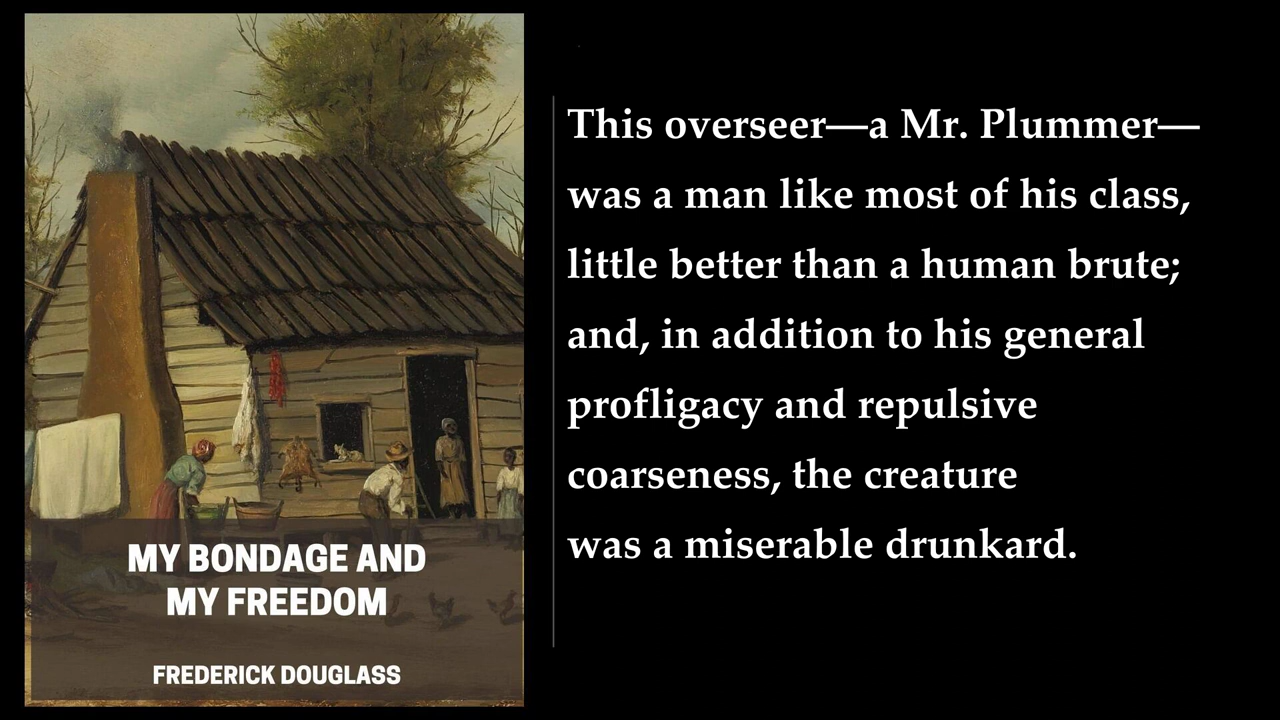 MY BONDAGE AND
MY FREEDOM
FREDERICK DOUGLASS
This overseer—a Mr. Plummer—
was a man like most of his class,
little better than a human brute;
and, in addition to his general
profligacy and repulsive
coarseness, the creature
was a miserable drunkard.